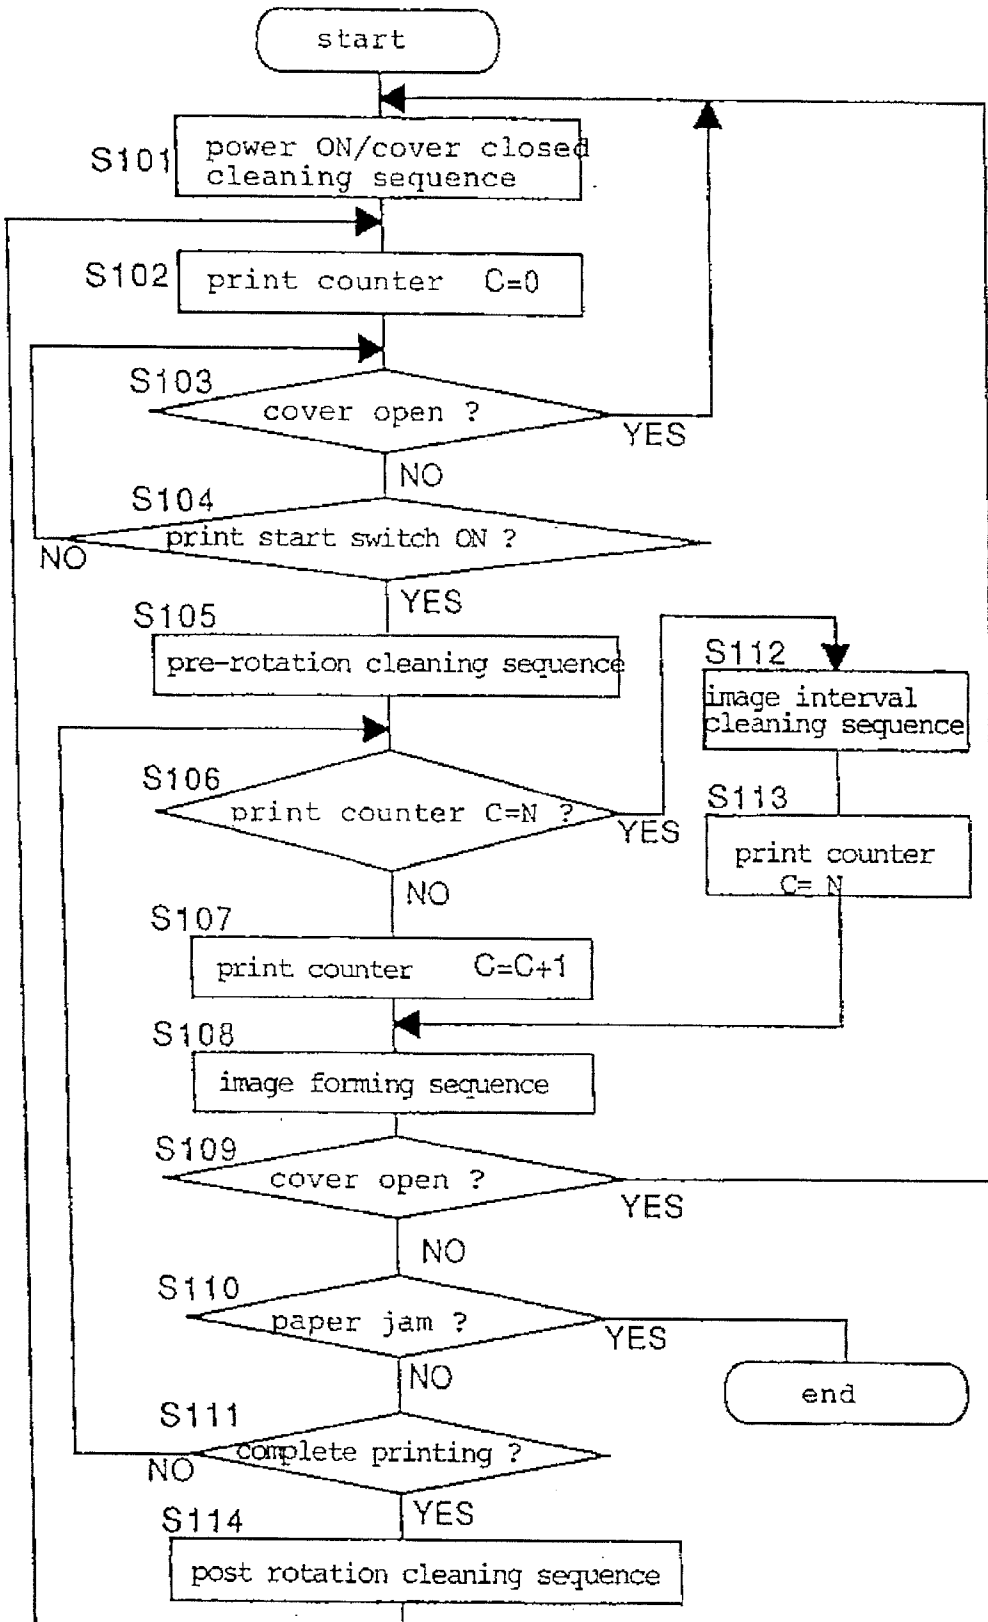 start
S101
power ON/cover closed
cleaning sequence
S102
print counter C=0
S103
cover open ?
YES
NO
S104
print start switch ON ?
NO
YES
S105
pre-rotation cleaning sequence
S106
print counter C=N ?
YES
NO
S112
image interval
cleaning sequence
S113
print counter
C= N
S107
print counter C=C+1
S108
image forming sequence
S109
cover open ?
YES
NO
S110
paper jam ?
YES
NO
end
S111
complete printing ?
NO
YES
S114
post rotation cleaning sequence